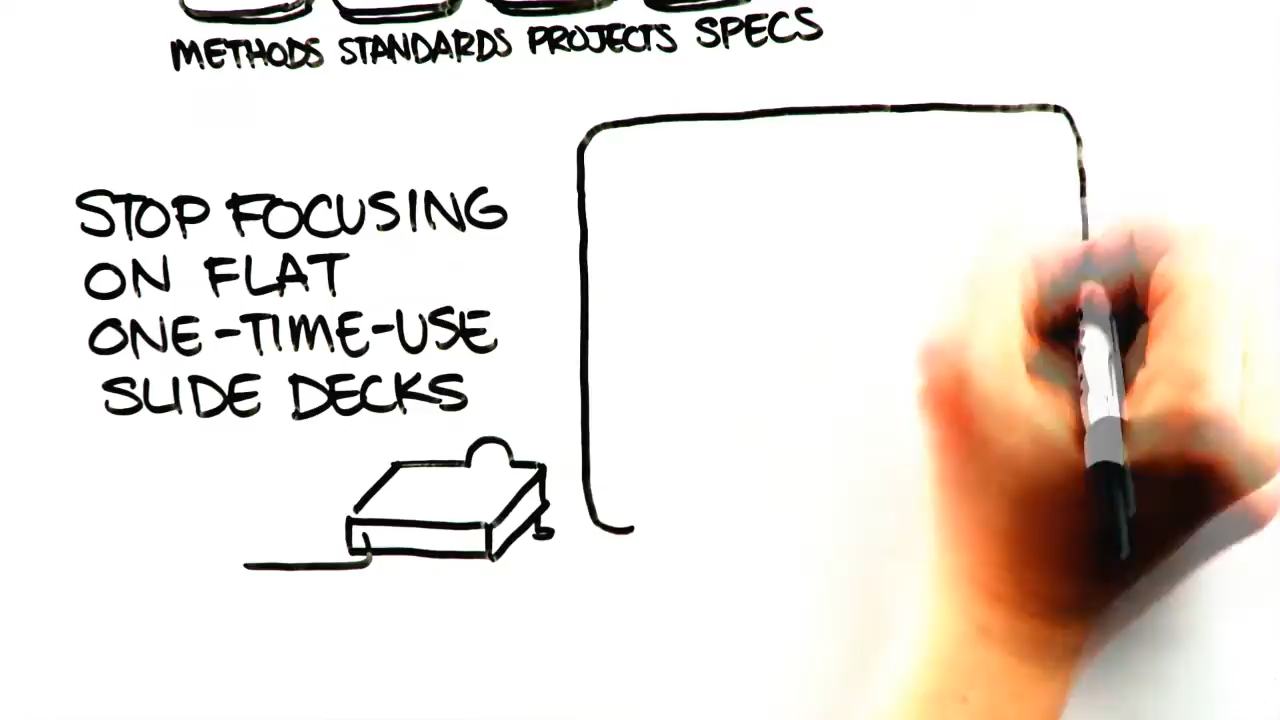 METHODS STANDARDS PROJECTS SPECS
STOP FOCUSING
ON FLAT
ONE-TIME-USE
SLIDE DECKS